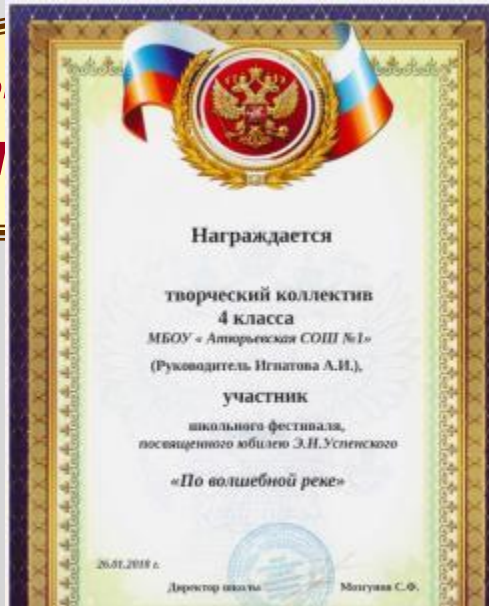 Награждается
творческий коллектив
4 класса
МБОУ « Атюрьевская СОШ №1»
(Руководитель Игнатова А.И.),
участник
школьного фестиваля,
посвященного юбилею Э.Н.Успенского
«По волшебной реке»
26.01.2018 г.
Директор школы Мозгунов С.Ф.